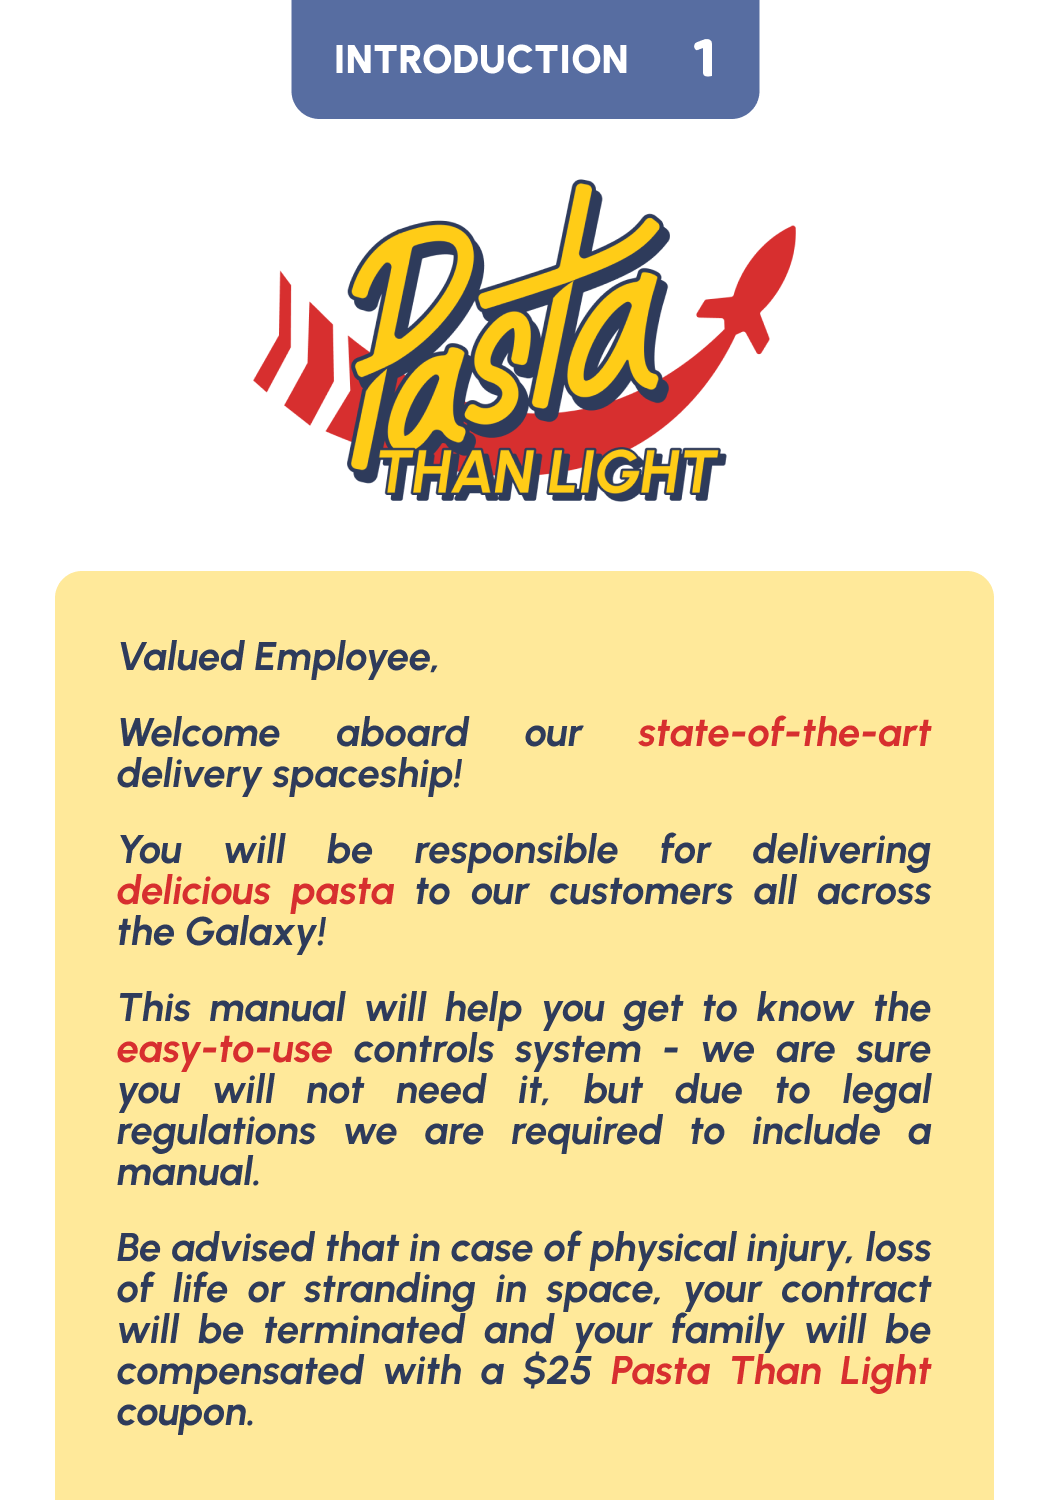 INTRODUCTION 1
Pasta
THAN LIGHT
Valued Employee,
Welcome aboard our state-of-the-art
delivery spaceship!
You will be responsible for delivering
delicious pasta to our customers all across
the Galaxy!
This manual will help you get to know the
easy-to-use controls system - we are sure
you will not need it, but due to legal
regulations we are required to include a
manual.
Be advised that in case of physical injury, loss
of life or stranding in space, your contract
will be terminated and your family will be
compensated with a $25 Pasta Than Light
coupon.